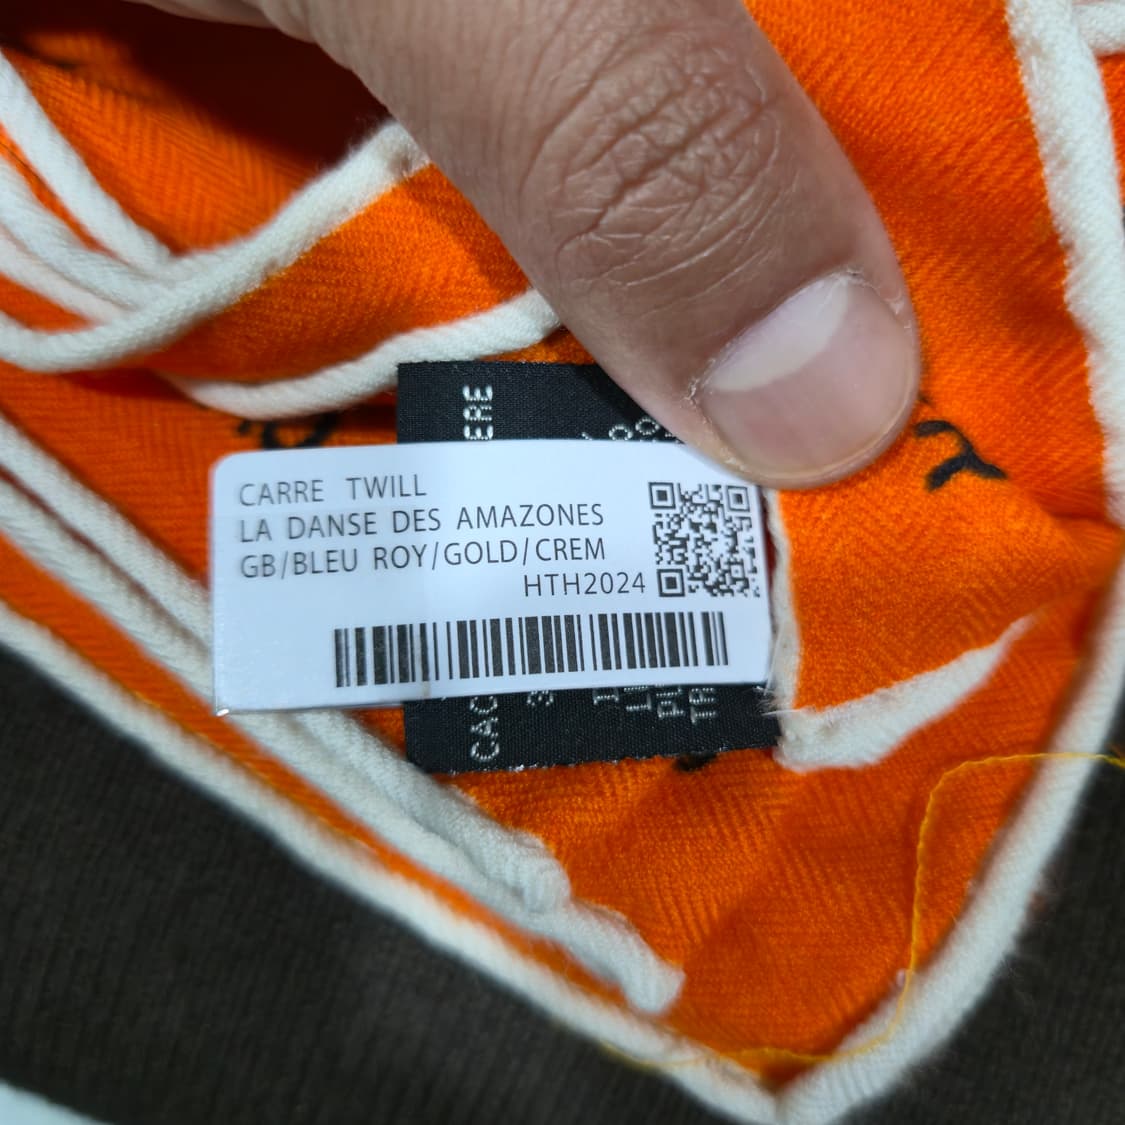 CARRE TWILL
LA DANSE DES AMAZONES
GB/BLEU ROY/GOLD/CREM
HTH2024